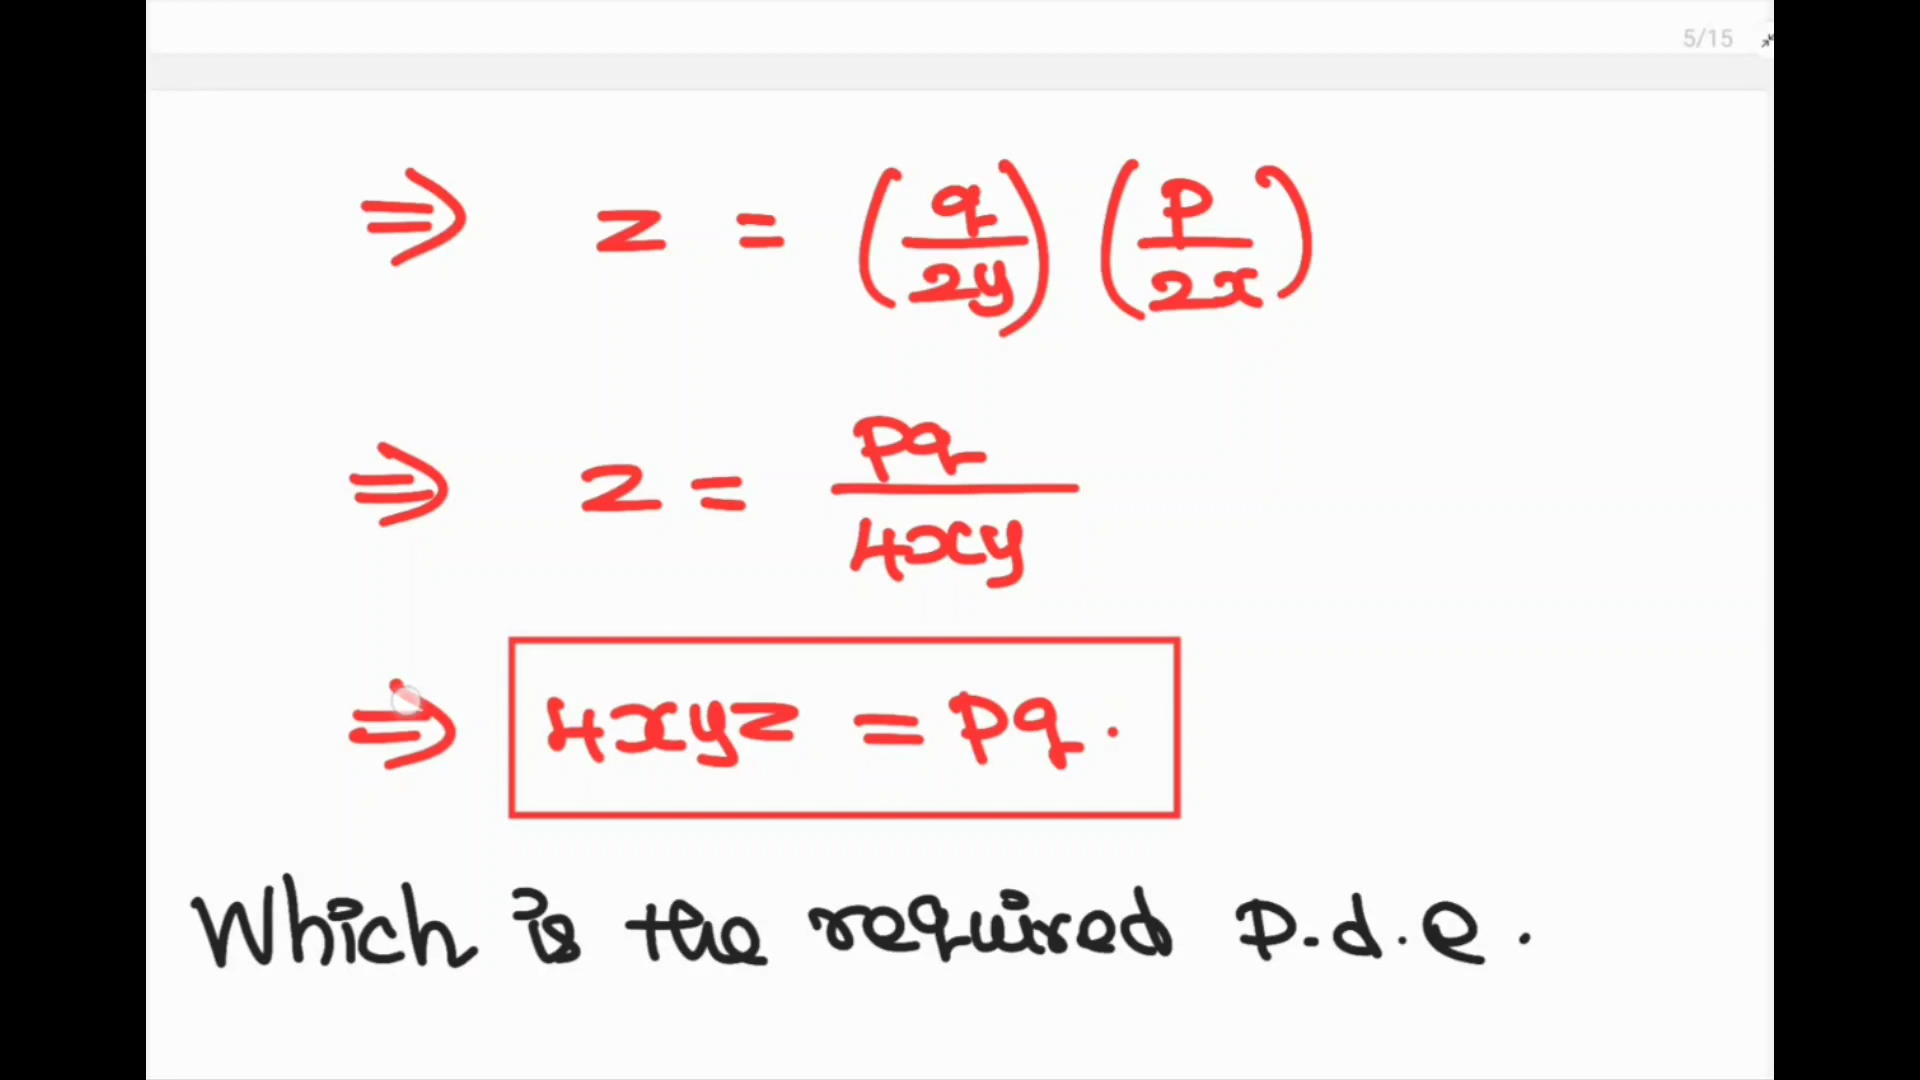 5/15
⇒ z = (q/2y) (p/2x)
⇒ z = pq/4xy
⇒ 4xyz = pq.
Which is the required P.d.e.